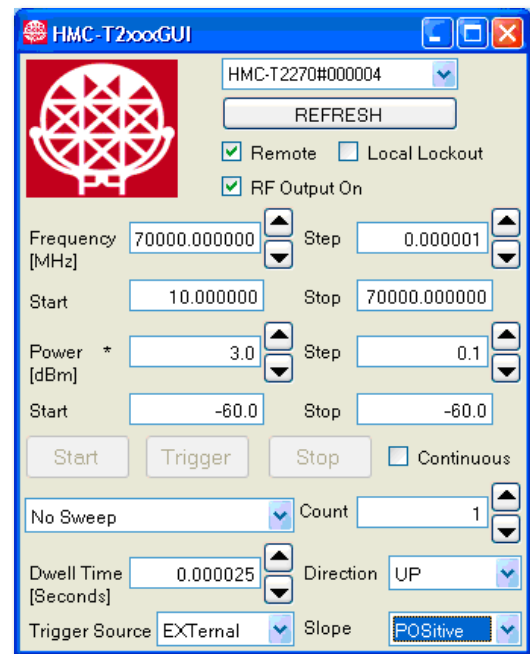 HMC-T2xxxGUI
HMC-T2270#000004
REFRESH
Remote Local Lockout
RF Output On
Frequency [MHz] 70000.000000 Step 0.000001
Start 10.000000 Stop 70000.000000
Power * [dBm] 3.0 Step 0.1
Start -60.0 Stop -60.0
Start Trigger Stop Continuous
No Sweep Count 1
Dwell Time [Seconds] 0.000025 Direction UP
Trigger Source EXTernal Slope POSitive